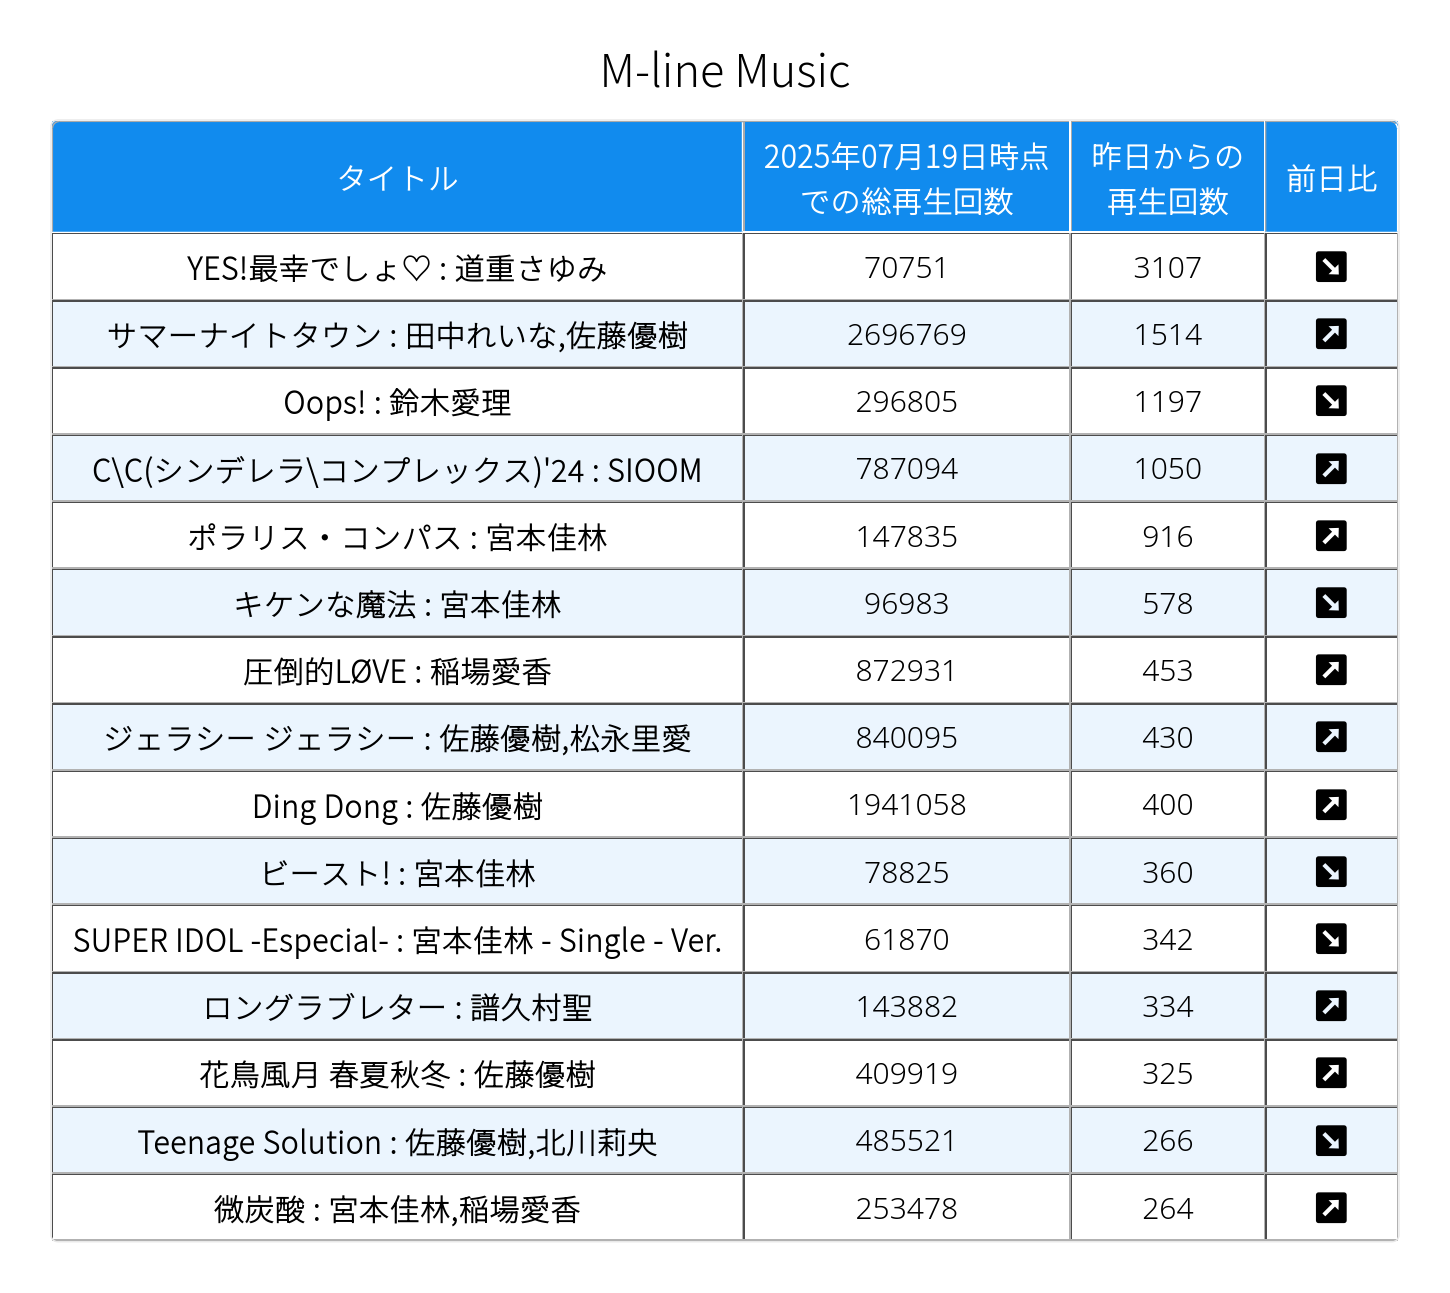 M-line Music
タイトル 2025年07月19日時点での総再生回数 昨日からの再生回数 前日比
YES!最幸でしょ♡ : 道重さゆみ 70751 3107 ↘
サマーナイトタウン : 田中れいな,佐藤優樹 2696769 1514 ↗
Oops! : 鈴木愛理 296805 1197 ↘
C\C(シンデレラ\コンプレックス)'24 : SIOOM 787094 1050 ↗
ポラリス・コンパス : 宮本佳林 147835 916 ↗
キケンな魔法 : 宮本佳林 96983 578 ↘
圧倒的LØVE : 稲場愛香 872931 453 ↗
ジェラシー ジェラシー : 佐藤優樹,松永里愛 840095 430 ↗
Ding Dong : 佐藤優樹 1941058 400 ↗
ビースト! : 宮本佳林 78825 360 ↘
SUPER IDOL -Especial- : 宮本佳林 - Single - Ver. 61870 342 ↘
ロングラブレター : 譜久村聖 143882 334 ↗
花鳥風月 春夏秋冬 : 佐藤優樹 409919 325 ↗
Teenage Solution : 佐藤優樹,北川莉央 485521 266 ↘
微炭酸 : 宮本佳林,稲場愛香 253478 264 ↗